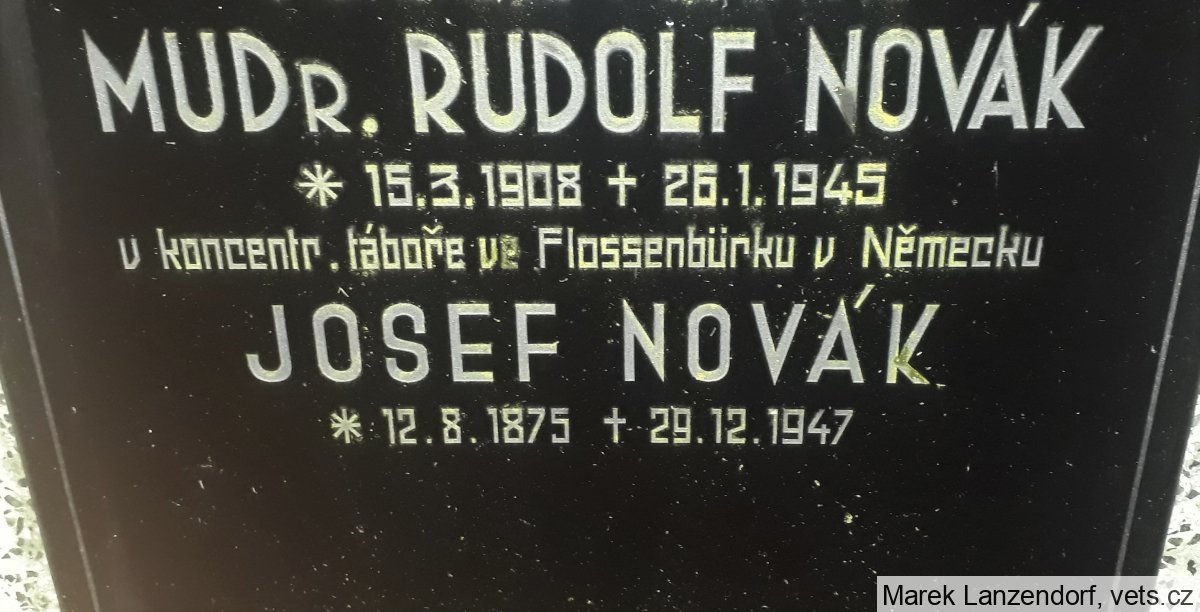 MUDr. RUDOLF NOVÁK
* 15.3.1908 † 26.1.1945
v koncentr. táboře ve Flossenbürku v Německu
JOSEF NOVÁK
* 12.8.1875 † 29.12.1947
Marek Lanzendorf, vets.cz